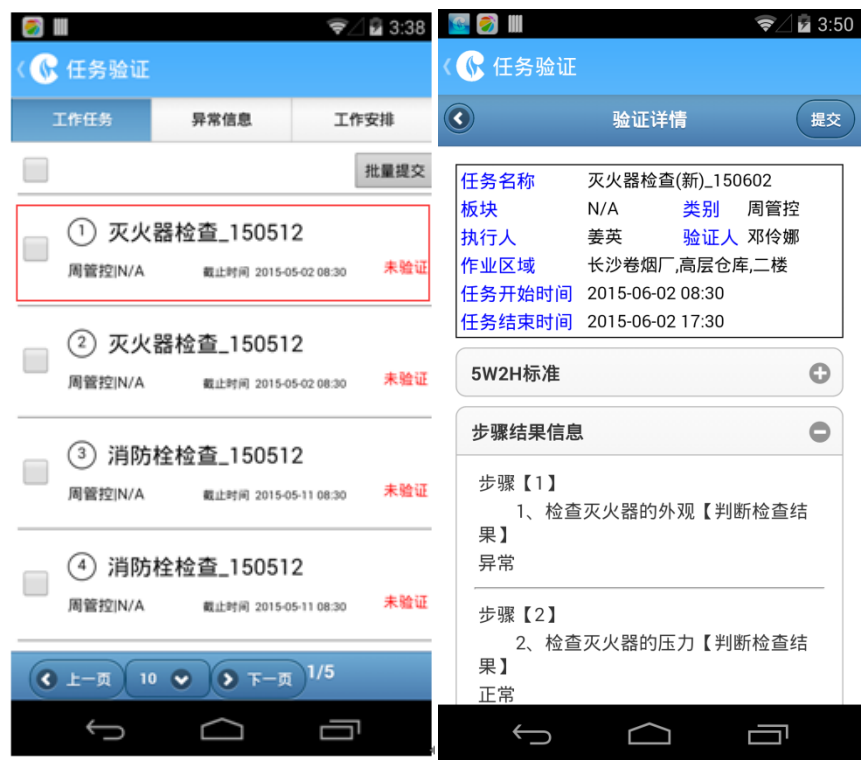 3:38
任务验证
工作任务 异常信息 工作安排
批量提交
1 灭火器检查_150512
周管控|N/A 截止时间 2015-05-02 08:30 未验证
2 灭火器检查_150512
周管控|N/A 截止时间 2015-05-02 08:30 未验证
3 消防栓检查_150512
周管控|N/A 截止时间 2015-05-11 08:30 未验证
4 消防栓检查_150512
周管控|N/A 截止时间 2015-05-11 08:30 未验证
上一页 10 下一页 1/5
3:50
任务验证
验证详情 提交
任务名称 灭火器检查(新)_150602
板块 N/A 类别 周管控
执行人 姜英 验证人 邓伶娜
作业区域 长沙卷烟厂,高层仓库,二楼
任务开始时间 2015-06-02 08:30
任务结束时间 2015-06-02 17:30
5W2H标准
步骤结果信息
步骤【1】
1、检查灭火器的外观【判断检查结
果】
异常
步骤【2】
2、检查灭火器的压力【判断检查结
果】
正常